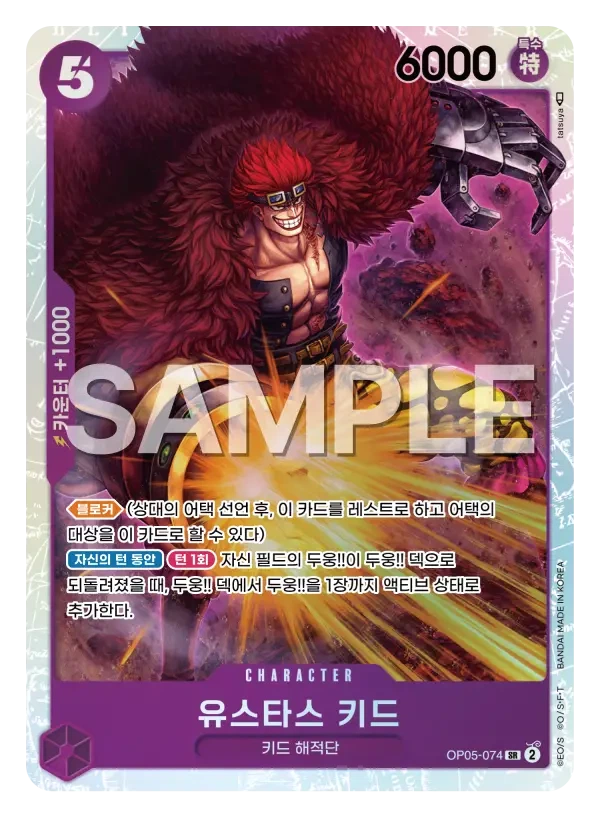 5
6000
특수
特
tatsuya
카운터 +1000
SAMPLE
블로커 (상대의 어택 선언 후, 이 카드를 레스트로 하고 어택의
대상을 이 카드로 할 수 있다)
자신의 턴 동안 턴 1회 자신 필드의 두웅!!이 두웅!! 덱으로
되돌려졌을 때, 두웅!! 덱에서 두웅!!을 1장까지 액티브 상태로
추가한다.
©EO/S ©O/S·F·T BANDAI MADE IN KOREA
CHARACTER
유스타스 키드
키드 해적단
OP05-074 SR 2